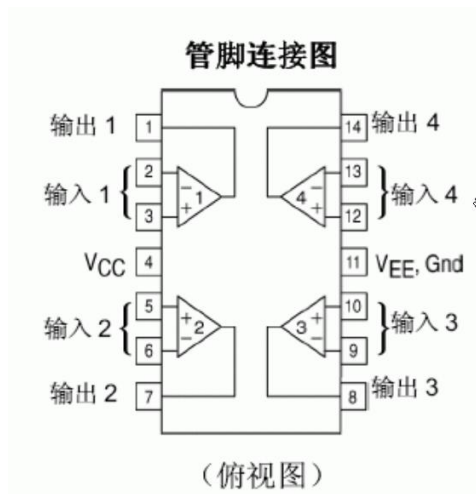 管脚连接图
输出 1
1
14
输出 4
输入 1
2
3
−
+
1
4
−
+
13
12
输入 4
VCC
4
11
VEE, Gnd
输入 2
5
6
+
−
2
3
+
−
10
9
输入 3
输出 2
7
8
输出 3
（俯视图）